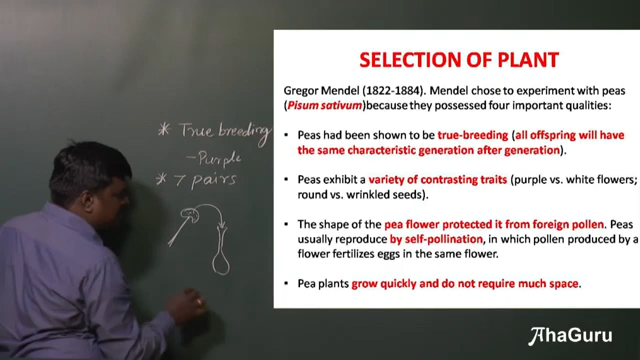 * True breeding
- Purple
* 7 pairs
SELECTION OF PLANT
Gregor Mendel (1822-1884). Mendel chose to experiment with peas
(Pisum sativum)because they possessed four important qualities:
• Peas had been shown to be true-breeding (all offspring will have
the same characteristic generation after generation).
• Peas exhibit a variety of contrasting traits (purple vs. white flowers;
round vs. wrinkled seeds).
• The shape of the pea flower protected it from foreign pollen. Peas
usually reproduce by self-pollination, in which pollen produced by a
flower fertilizes eggs in the same flower.
• Pea plants grow quickly and do not require much space.
AhaGuru